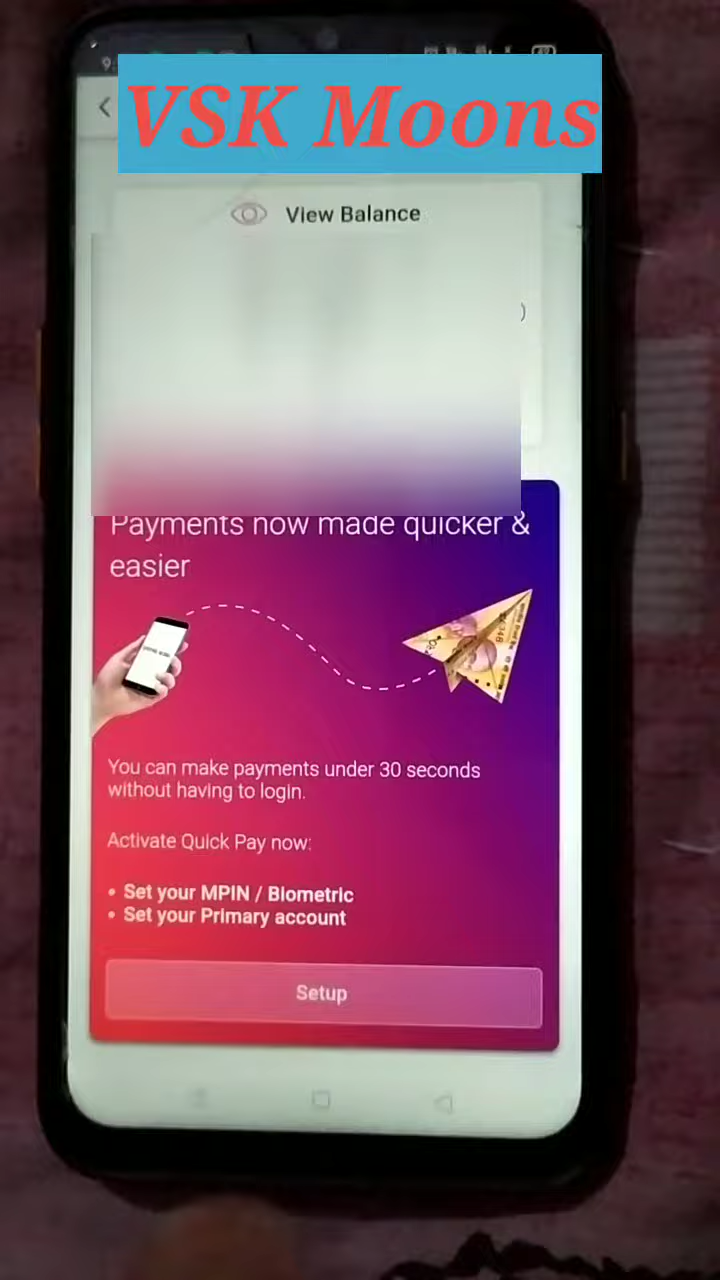 VSK Moons
View Balance
Payments now made quicker &
easier
You can make payments under 30 seconds
without having to login.
Activate Quick Pay now:
• Set your MPIN / Biometric
• Set your Primary account
Setup